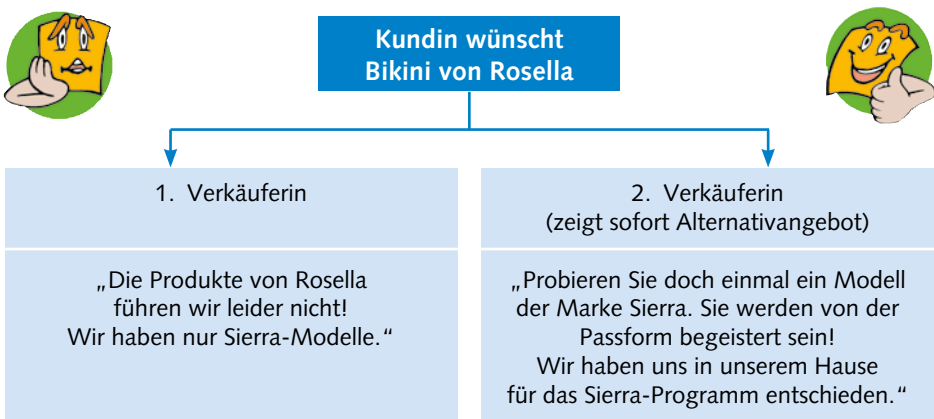 Kundin wünscht
Bikini von Rosella
1. Verkäuferin
2. Verkäuferin
(zeigt sofort Alternativangebot)
„Die Produkte von Rosella
führen wir leider nicht!
Wir haben nur Sierra-Modelle.“
„Probieren Sie doch einmal ein Modell
der Marke Sierra. Sie werden von der
Passform begeistert sein!
Wir haben uns in unserem Hause
für das Sierra-Programm entschieden.“